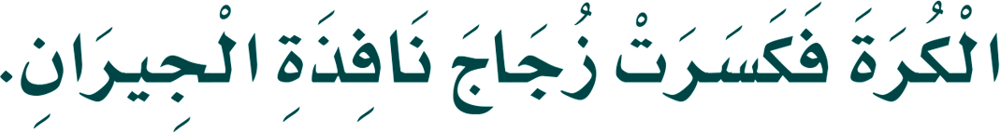 الْكُرَةَ فَكَسَرَتْ زُجَاجَ نَافِذَةِ الْجِيرَانِ.